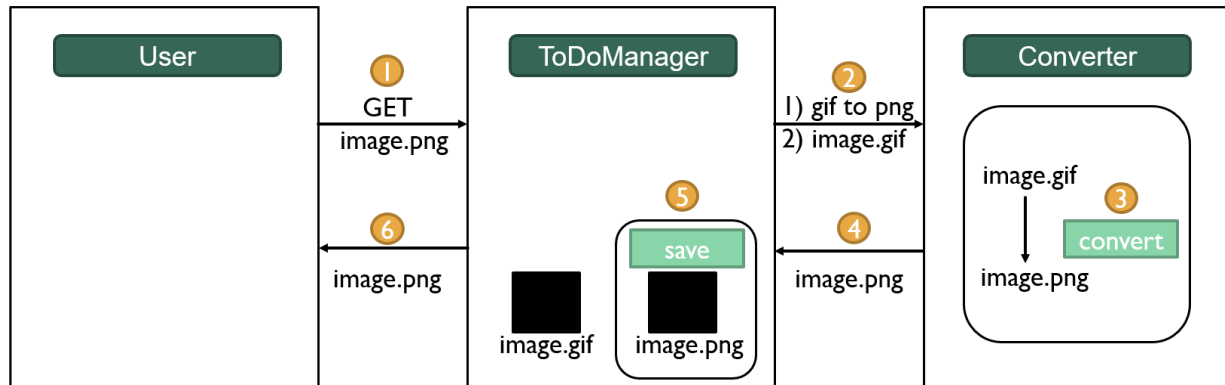 User
ToDoManager
Converter
1
GET
image.png
2
1) gif to png
2) image.gif
image.gif
3
convert
image.png
4
image.png
5
save
image.gif
image.png
6
image.png